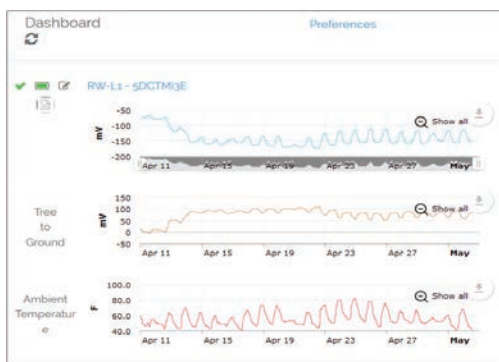 Dashboard
Preferences
RW-L1 - 5DCTMI3E
-50
-100
-150
-200
mV
Show all
Apr 11
Apr 15
Apr 19
Apr 23
Apr 27
May
Tree
to
Ground
150
100
50
0
-50
mV
Show all
Apr 11
Apr 15
Apr 19
Apr 23
Apr 27
May
Ambient
Temperatur
e
100.0
80.0
60.0
40.0
F
Show all
Apr 11
Apr 15
Apr 19
Apr 23
Apr 27
May